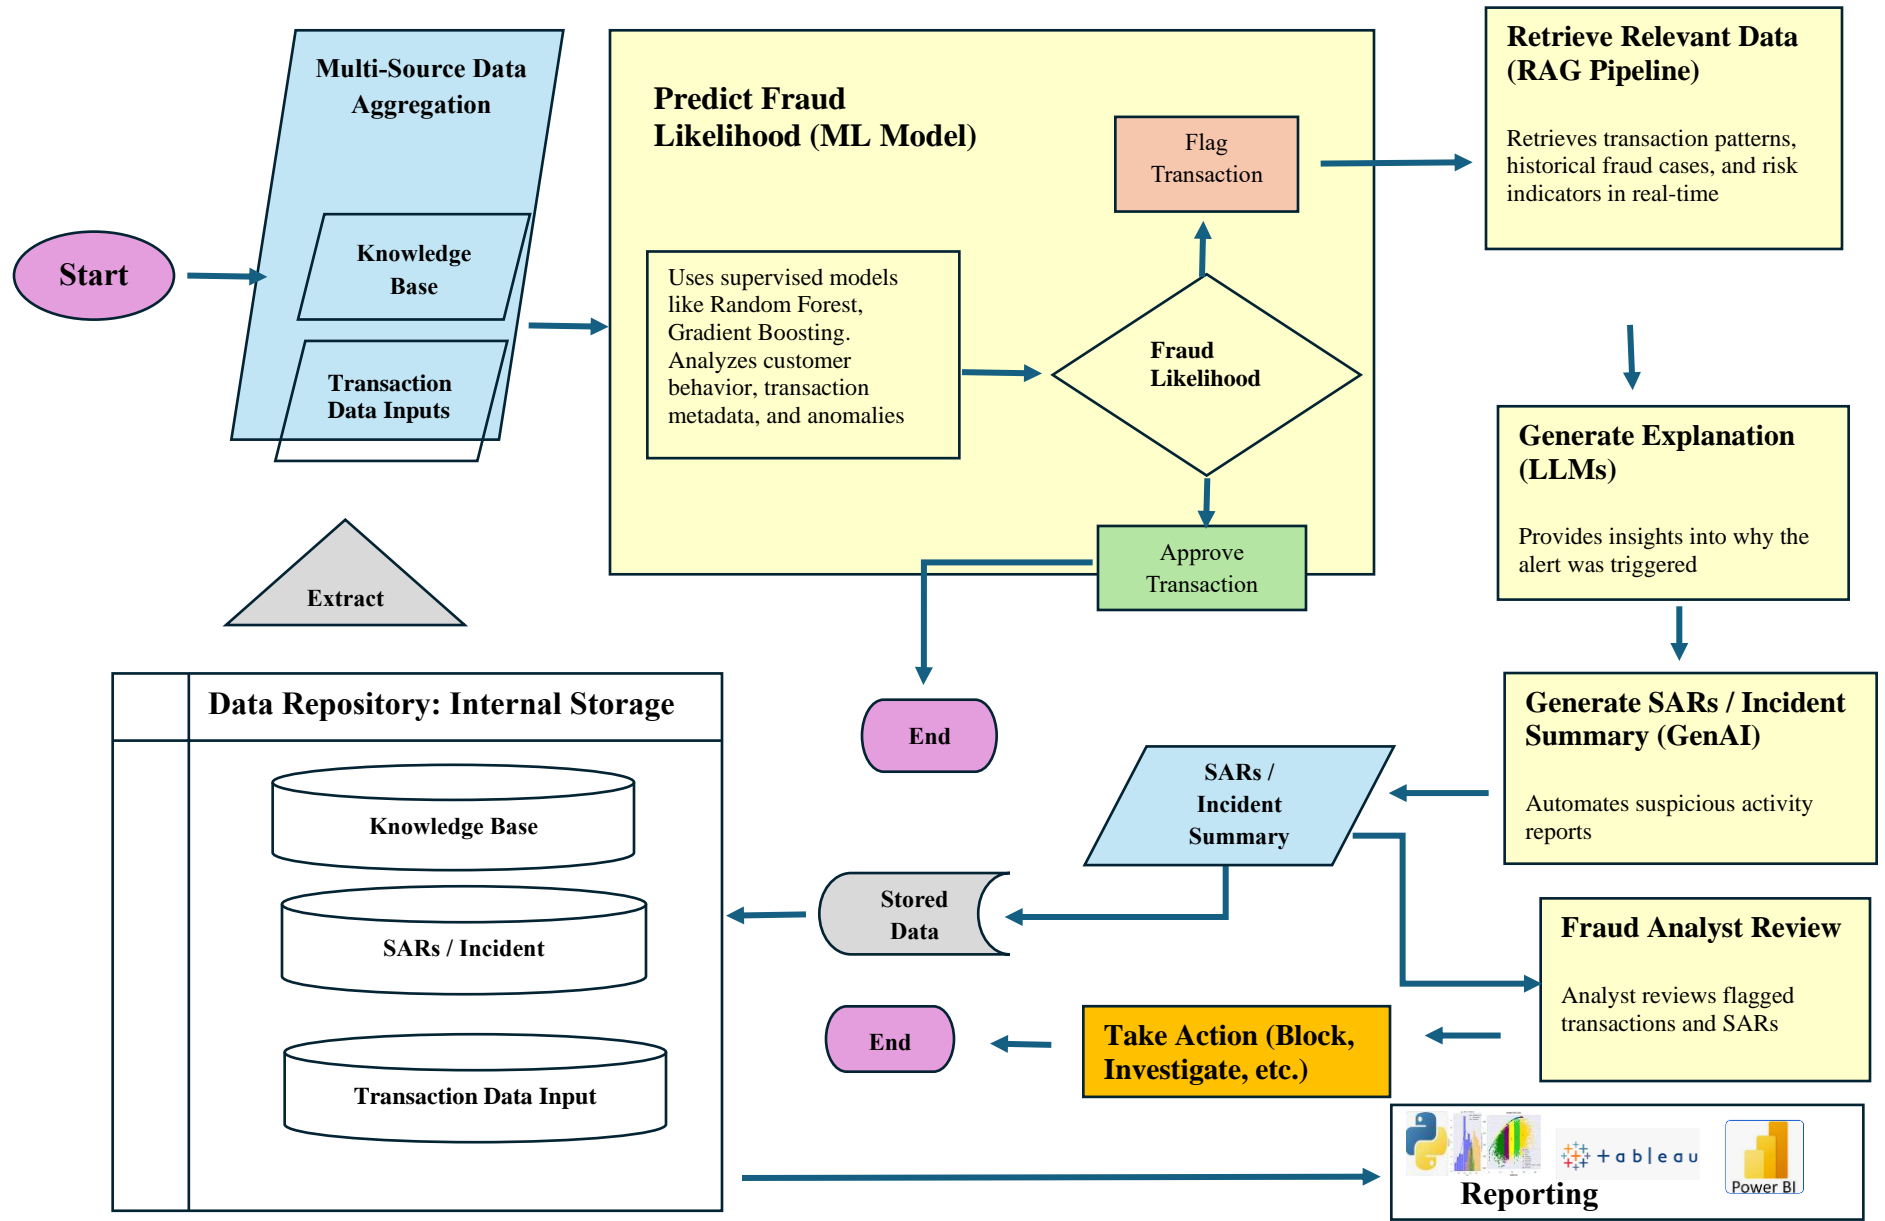 Start
Multi-Source Data
Aggregation
Knowledge
Base
Transaction
Data Inputs
Predict Fraud
Likelihood (ML Model)
Uses supervised models
like Random Forest,
Gradient Boosting.
Analyzes customer
behavior, transaction
metadata, and anomalies
Flag
Transaction
Fraud
Likelihood
Approve
Transaction
Retrieve Relevant Data
(RAG Pipeline)
Retrieves transaction patterns,
historical fraud cases, and risk
indicators in real-time
Generate Explanation
(LLMs)
Provides insights into why the
alert was triggered
Generate SARs / Incident
Summary (GenAI)
Automates suspicious activity
reports
Extract
Data Repository: Internal Storage
Knowledge Base
SARs / Incident
Transaction Data Input
End
SARs /
Incident
Summary
Stored
Data
Fraud Analyst Review
Analyst reviews flagged
transactions and SARs
Take Action (Block,
Investigate, etc.)
End
+ableau
Power BI
Reporting